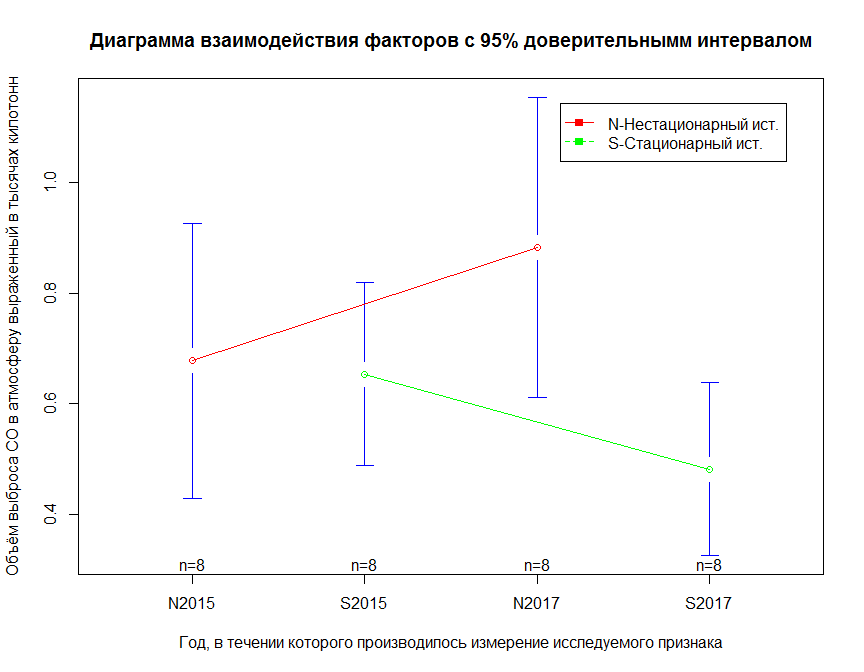 Диаграмма взаимодействия факторов с 95% доверительнымм интервалом
Объём выброса СО в атмосферу выраженный в тысячах кипотонн
1.0
0.8
0.6
0.4
N-Нестационарный ист.
S-Стационарный ист.
n=8 n=8 n=8 n=8
N2015 S2015 N2017 S2017
Год, в течении которого производилось измерение исследуемого признака